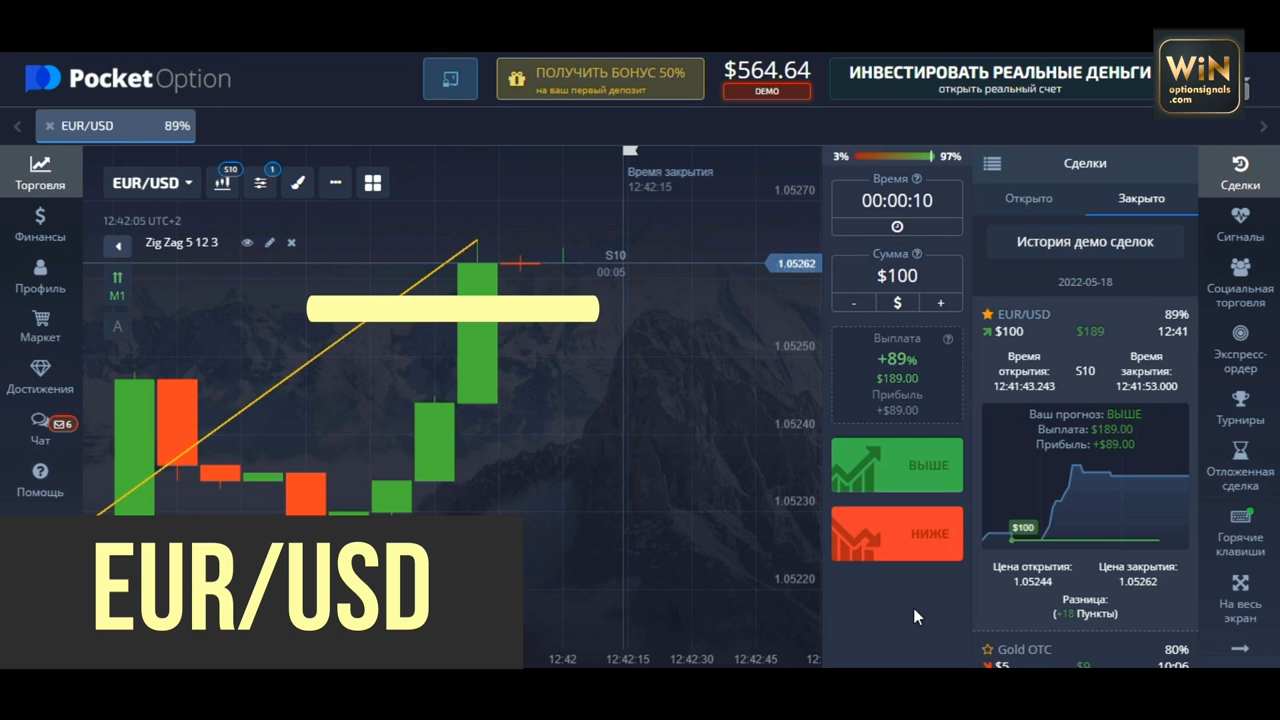 PocketOption
ПОЛУЧИТЬ БОНУС 50%
на ваш первый депозит
$564.64
DEMO
ИНВЕСТИРОВАТЬ РЕАЛЬНЫЕ ДЕНЬГИ
открыть реальный счет
WiN
optionsignals
.com
EUR/USD 89%
Торговля
Финансы
Профиль
Маркет
Достижения
6
Чат
Помощь
EUR/USD
S10
1
12:42:05 UTC+2
Zig Zag 5 12 3
M1
A
Время закрытия
12:42:15
S10
00:05
1.05270
1.05262
1.05250
1.05240
1.05230
1.05220
12:42
12:42:15
12:42:30
12:42:45
12:
EUR/USD
3% 97%
Время
00:00:10
Сумма
$100
- $ +
Выплата
+89%
$189.00
Прибыль
+$89.00
ВЫШЕ
НИЖЕ
Сделки
Открыто
Закрыто
История демо сделок
2022-05-18
EUR/USD 89%
$100 $189 12:41
Время открытия: S10 Время закрытия:
12:41:43.243 12:41:53.000
Ваш прогноз: ВЫШЕ
Выплата: $189.00
Прибыль: +$89.00
$100
Цена открытия: Цена закрытия:
1.05244 1.05262
Разница:
(+18 Пункты)
Gold OTC 80%
$5 $9 10:06
Сделки
Сигналы
Социальная
торговля
Экспресс-
ордер
Турниры
Отложенная
сделка
Горячие
клавиши
На весь
экран